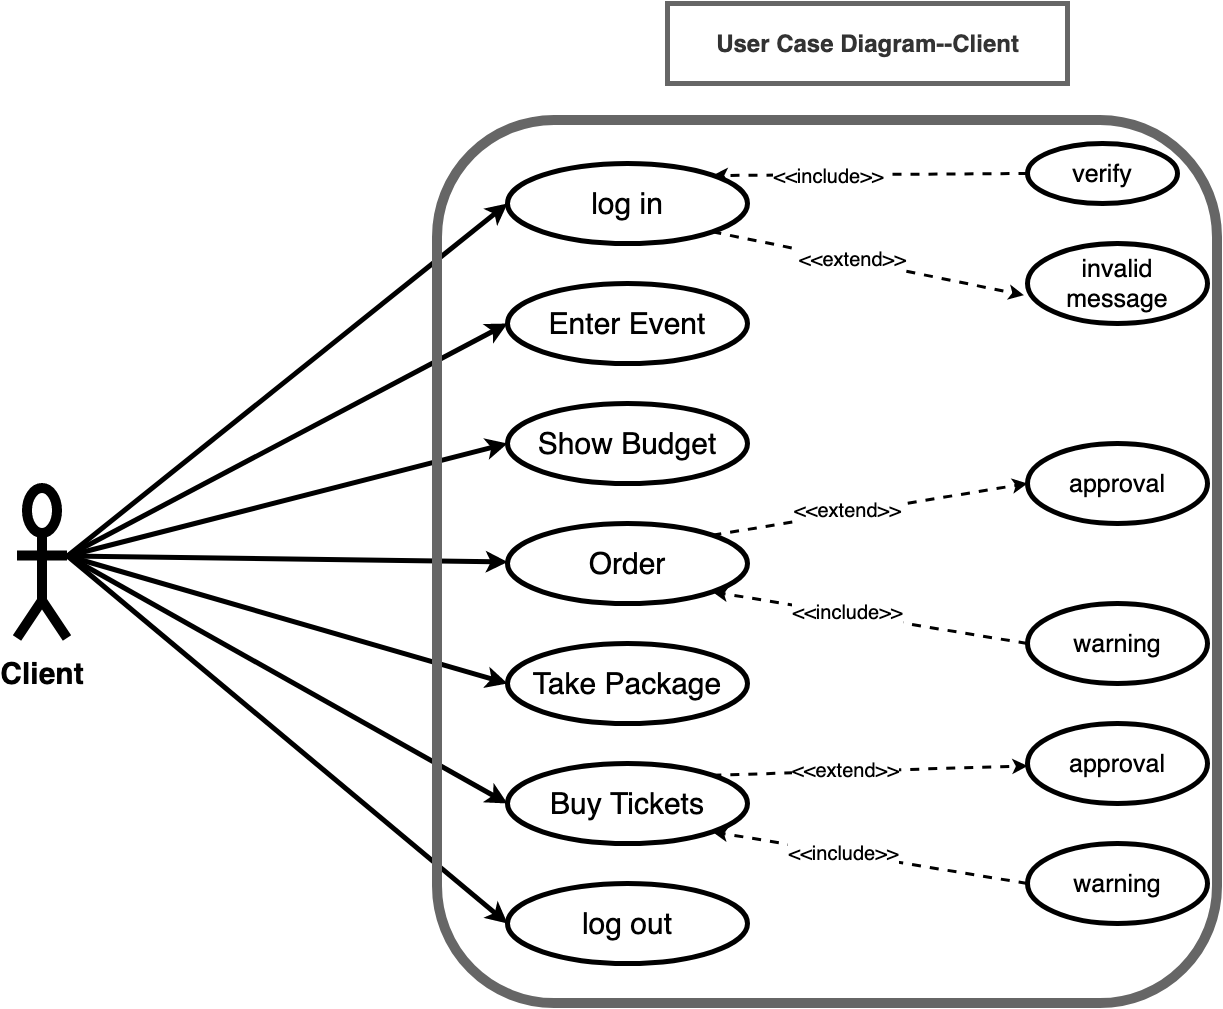 User Case Diagram--Client
log in
<<include>>
verify
<<extend>>
invalid
message
Enter Event
Show Budget
<<extend>>
approval
Order
<<include>>
warning
Client
Take Package
<<extend>>
approval
Buy Tickets
<<include>>
warning
log out